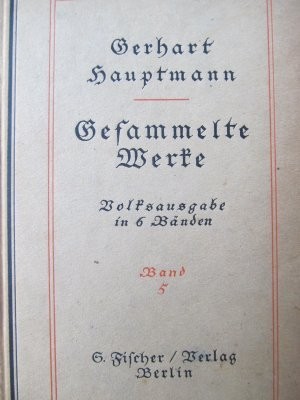 Gerhart
Hauptmann
Gesammelte
Werke
Volksausgabe
in 6 Bänden
Band
5
S. Fischer / Verlag
Berlin